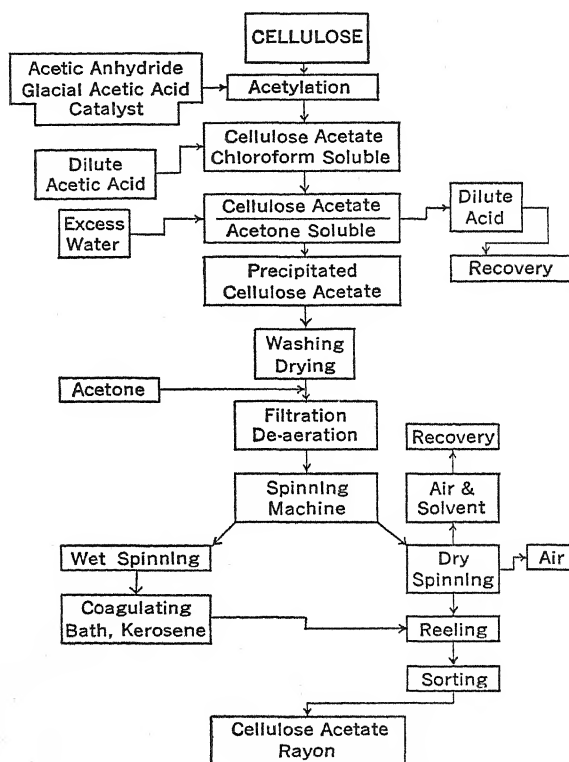 CELLULOSE
Acetic Anhydride
Glacial Acetic Acid
Catalyst
Acetylation
Cellulose Acetate
Chloroform Soluble
Dilute
Acetic Acid
Cellulose Acetate
Acetone Soluble
Dilute
Acid
Excess
Water
Recovery
Precipitated
Cellulose Acetate
Washing
Drying
Acetone
Filtration
De-aeration
Recovery
Spinning
Machine
Air &
Solvent
Wet Spinning
Dry
Spinning
Air
Coagulating
Bath, Kerosene
Reeling
Sorting
Cellulose Acetate
Rayon